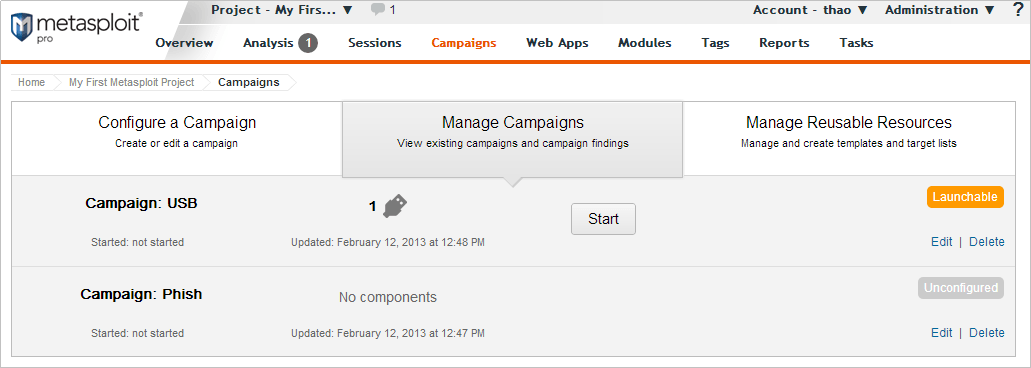 metasploit®
pro
Project - My Firs... ▼ 1 Account - thao ▼ Administration ▼ ?
Overview Analysis 1 Sessions Campaigns Web Apps Modules Tags Reports Tasks
Home My First Metasploit Project Campaigns
Configure a Campaign
Create or edit a campaign
Manage Campaigns
View existing campaigns and campaign findings
Manage Reusable Resources
Manage and create templates and target lists
Campaign: USB 1 Start Launchable
Started: not started Updated: February 12, 2013 at 12:48 PM Edit | Delete
Campaign: Phish No components Unconfigured
Started: not started Updated: February 12, 2013 at 12:47 PM Edit | Delete